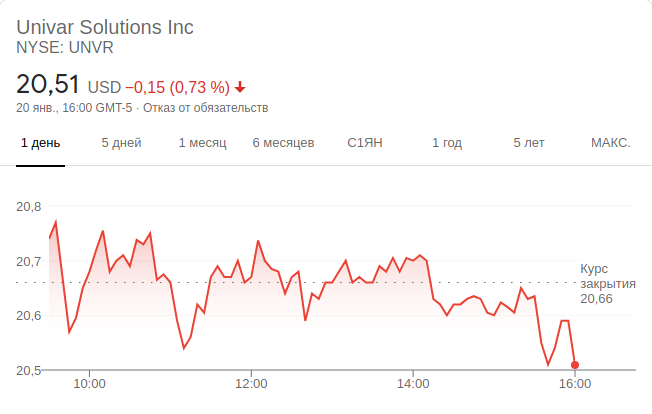 Univar Solutions Inc
NYSE: UNVR
20,51 USD −0,15 (0,73 %)
20 янв., 16:00 GMT-5 · Отказ от обязательств
1 день 5 дней 1 месяц 6 месяцев С1ЯН 1 год 5 лет МАКС.
20,8
20,7
Курс
закрытия
20,66
20,6
20,5
10:00 12:00 14:00 16:00